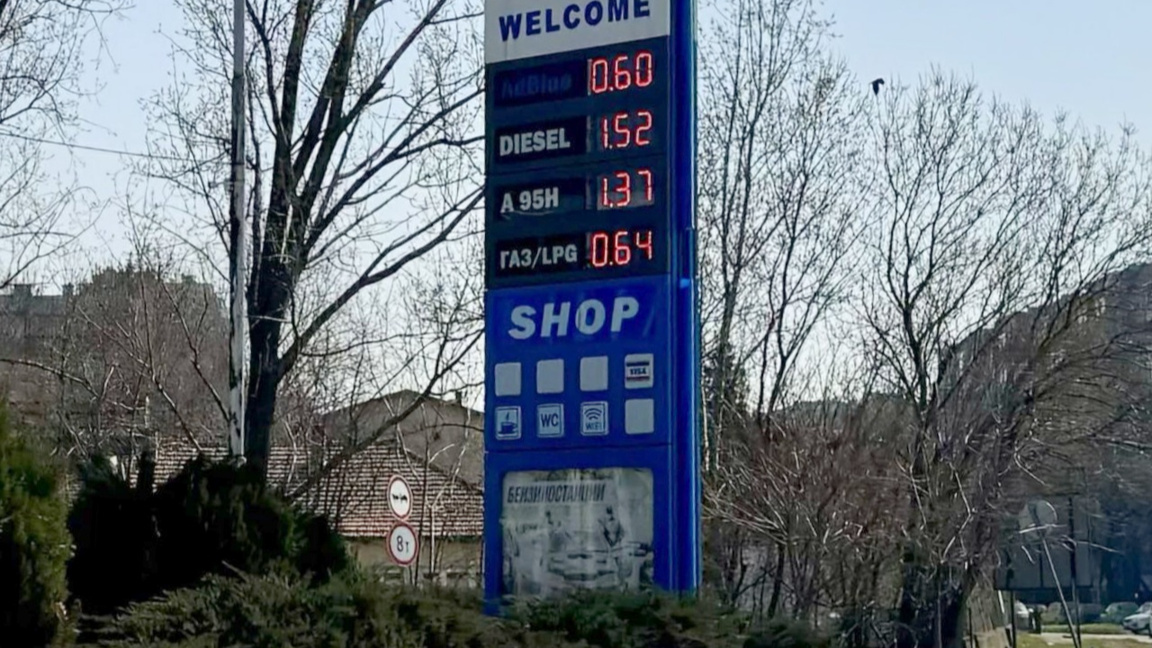 WELCOME
AdBlue 0.60
DIESEL 1.52
A 95H 1.37
ГАЗ/LPG 0.64
SHOP
VISA
WC WiFi
БЕНЗИНОСТАНЦИИ
8т